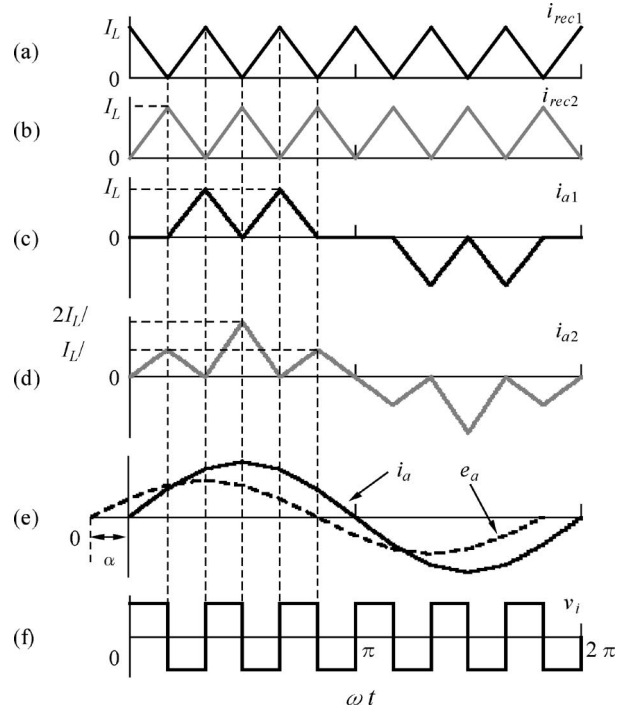 (a) I_L i_rec1
0
(b) I_L i_rec2
0
(c) I_L i_a1
0
2I_L/
I_L/ i_a2
(d) 0
(e) i_a e_a
0
α
(f) v_i
0 π 2 π
ω t